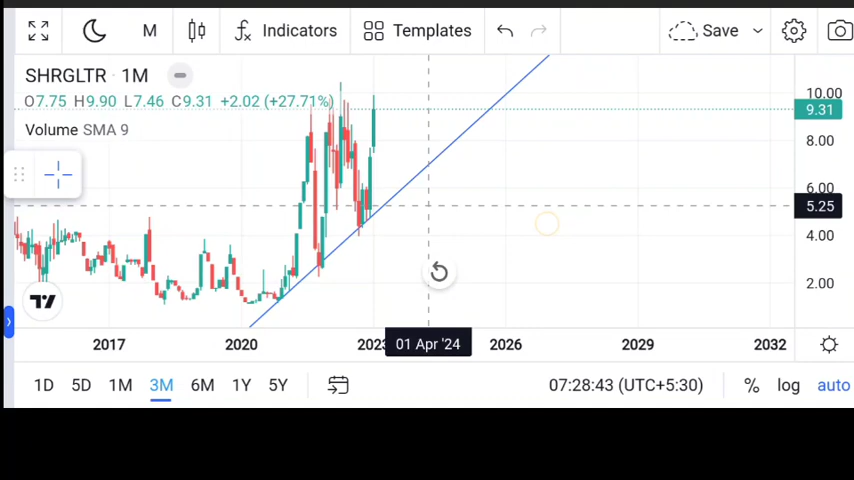 M Indicators Templates Save
SHRGLTR · 1M
O7.75 H9.90 L7.46 C9.31 +2.02 (+27.71%)
Volume SMA 9
10.00
9.31
8.00
6.00
5.25
4.00
2.00
2017 2020 2023 01 Apr '24 2026 2029 2032
1D 5D 1M 3M 6M 1Y 5Y 07:28:43 (UTC+5:30) % log auto